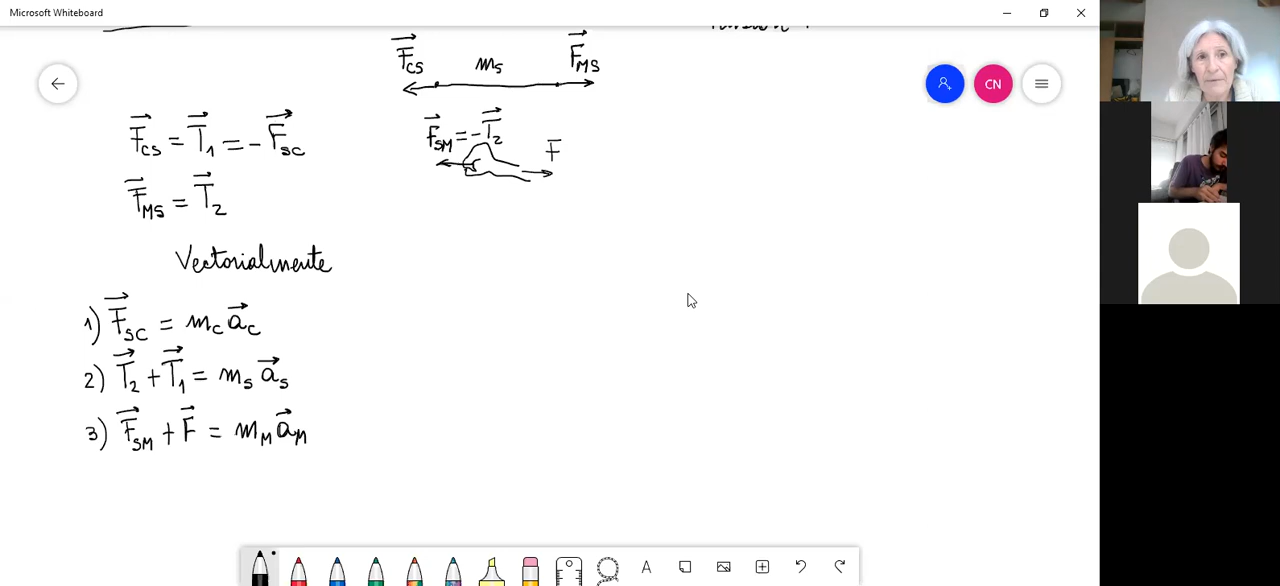 Microsoft Whiteboard
F⃗CS mS F⃗MS
CN
F⃗CS = T⃗1 = - F⃗SC
F⃗SM = - T⃗2
F⃗
F⃗MS = T⃗2
Vectorialmente
1) F⃗SC = mC a⃗C
2) T⃗2 + T⃗1 = mS a⃗S
3) F⃗SM + F⃗ = mM a⃗M
A